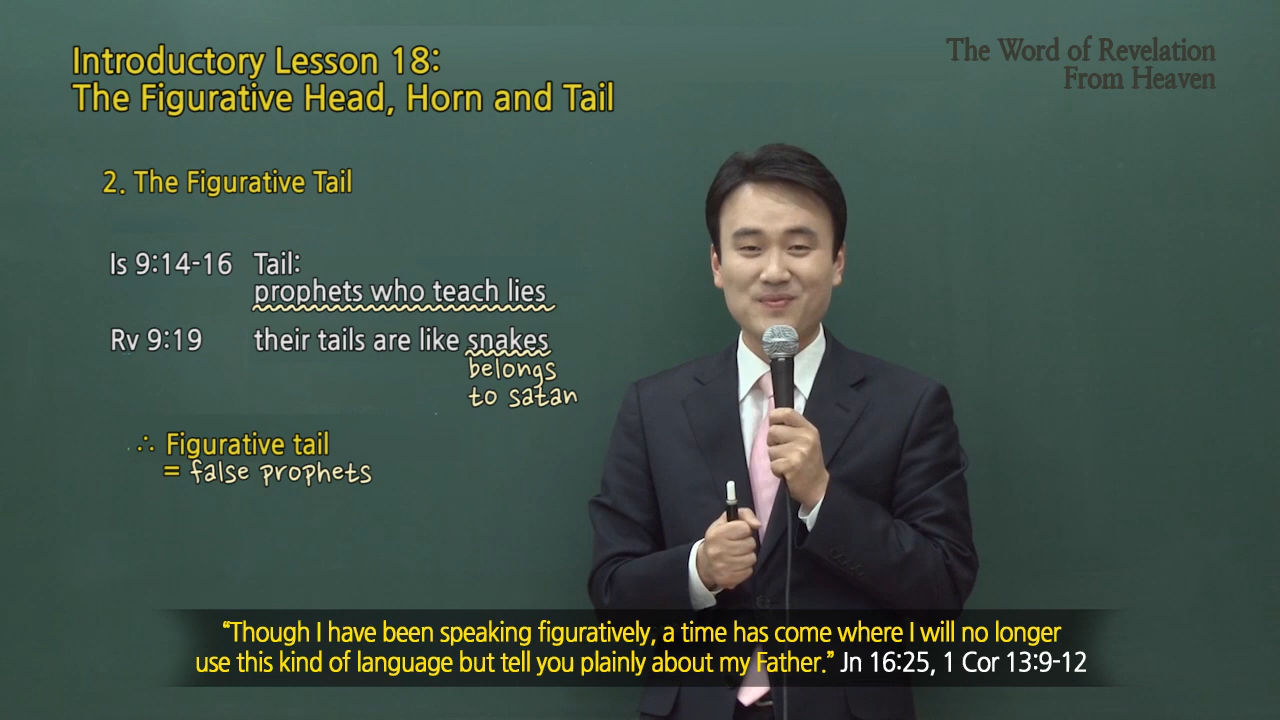 Introductory Lesson 18:
The Figurative Head, Horn and Tail
The Word of Revelation
From Heaven
2. The Figurative Tail
Is 9:14-16 Tail:
prophets who teach lies
Rv 9:19 their tails are like snakes
belongs
to satan
∴ Figurative tail
= false prophets
“Though I have been speaking figuratively, a time has come where I will no longer
use this kind of language but tell you plainly about my Father.” Jn 16:25, 1 Cor 13:9-12